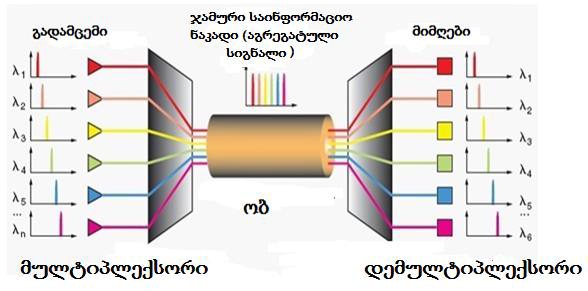 გადამცემი
ჯამური საინფორმაციო
ნაკადი (აგრეგატული
სიგნალი )
მიმღები
λ1
λ2
λ3
λ4
λ5
...
λn
λ1
λ2
λ3
λ4
λ5
...
λ6
ობ
მულტიპლექსორი
დემულტიპლექსორი